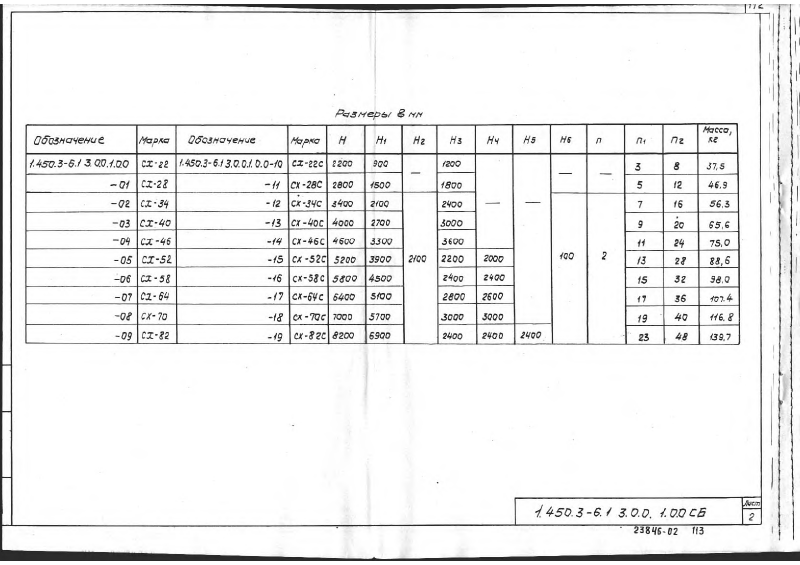 112
Размеры в мм
Обозначение Марка Обозначение Марка H H1 H2 H3 H4 H5 H6 n n1 n2 Масса, кг
1.450.3-6.1 3.0.0.1.0.0 СХ-22 1.450.3-6.1 3.0.0.1.0.0-10 СХ-22С 2200 900 — 1200 — — — — 3 8 37,5
-01 СХ-28 -11 СХ-28С 2800 1500 1800 5 12 46.9
-02 СХ-34 -12 СХ-34С 3400 2100 2100 2400 100 2 7 16 56,3
-03 СХ-40 -13 СХ-40С 4000 2700 3000 9 20 65,6
-04 СХ-46 -14 СХ-46С 4600 3300 3600 11 24 75,0
-05 СХ-52 -15 СХ-52С 5200 3900 2200 2000 13 28 88,6
-06 СХ-58 -16 СХ-58С 5800 4500 2400 2400 15 32 98.0
-07 СХ-64 -17 СХ-64С 6400 5100 2800 2600 17 36 107.4
-08 СХ-70 -18 СХ-70С 7000 5700 3000 3000 19 40 116,8
-09 СХ-82 -19 СХ-82С 8200 6900 2400 2400 2400 23 48 139,7
1.450.3-6.1 3.0.0. 1.0.0 СБ
Лист
2
23846-02 113